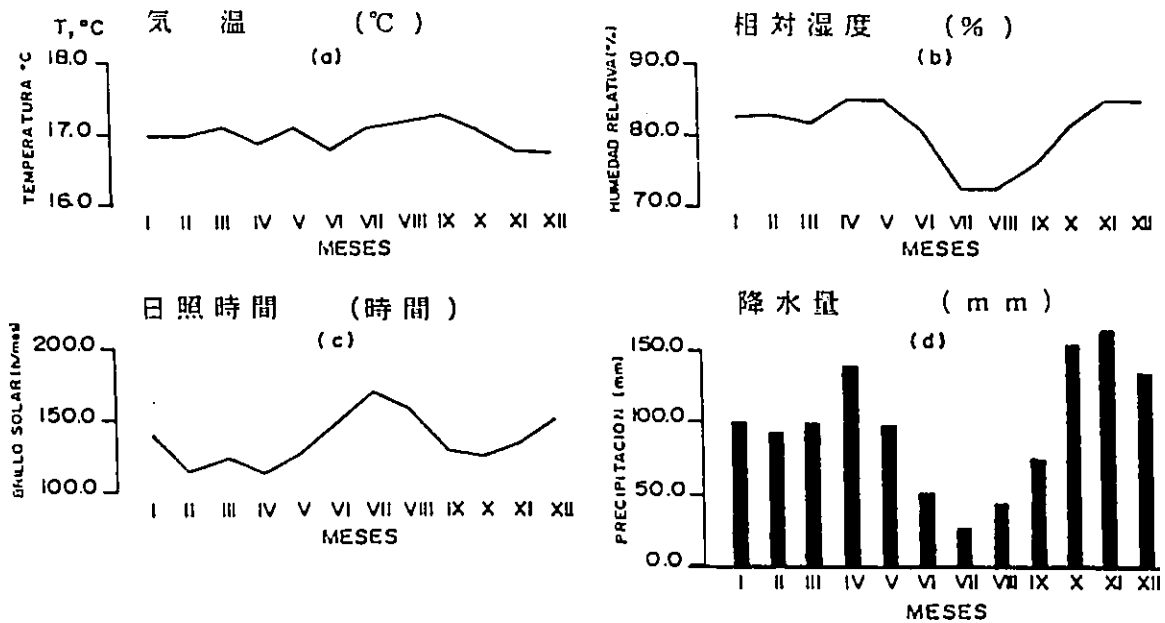 T, °C 気 温 (℃)
(a)
18.0
17.0
16.0
TEMPERATURA °C
I II III IV V VI VII VIII IX X XI XII
MESES
相対湿度 (%)
(b)
90.0
80.0
70.0
HUMEDAD RELATIVA (%)
I II III IV V VI VII VIII IX X XI XII
MESES
日照時間 (時間)
(c)
200.0
150.0
100.0
BRILLO SOLAR (h/mes)
I II III IV V VI VII VIII IX X XI XII
MESES
降水量 (mm)
(d)
150.0
100.0
50.0
0.0
PRECIPITACION (mm)
I II III IV V VI VII VIII IX X XI XII
MESES